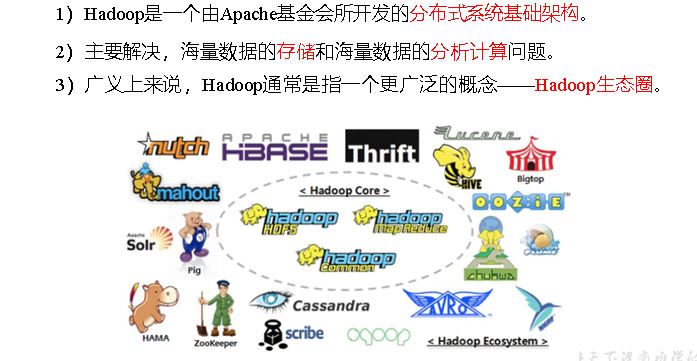 1）Hadoop是一个由Apache基金会所开发的分布式系统基础架构。
2）主要解决，海量数据的存储和海量数据的分析计算问题。
3）广义上来说，Hadoop通常是指一个更广泛的概念——Hadoop生态圈。
nutch
APACHE
HBASE
Thrift
Lucene
HIVE
Bigtop
mahout
< Hadoop Core >
OOZIE™
hadoop
HDFS
hadoop
MapReduce
Apache
Solr
Pig
hadoop
Common
chukwa
FLUME
HAMA
ZooKeeper
Cassandra
scribe
sqoop
AVRO
< Hadoop Ecosystem >